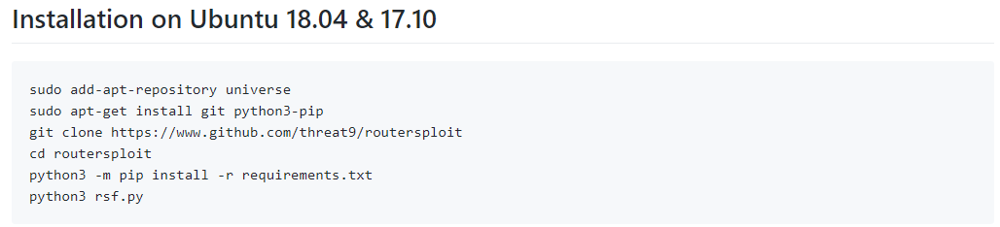 Installation on Ubuntu 18.04 & 17.10
sudo add-apt-repository universe
sudo apt-get install git python3-pip
git clone https://www.github.com/threat9/routersploit
cd routersploit
python3 -m pip install -r requirements.txt
python3 rsf.py